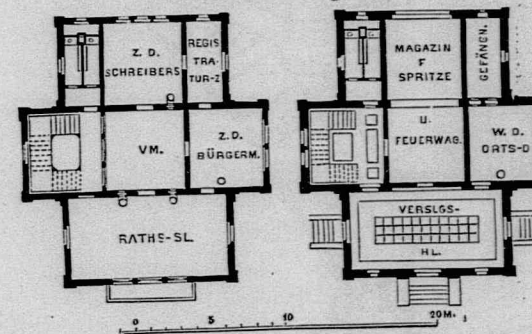 Z. D.
SCHREIBERS
REGIS
TRA-
TUR-Z
VM.
Z. D.
BÜRGERM.
RATHS-SL.
MAGAZIN
F
SPRITZE
GEFÄNGN.
U.
FEUERWAG.
W. D.
ORTS-D
VERSLGS-
HL.
0 5 10 20M.